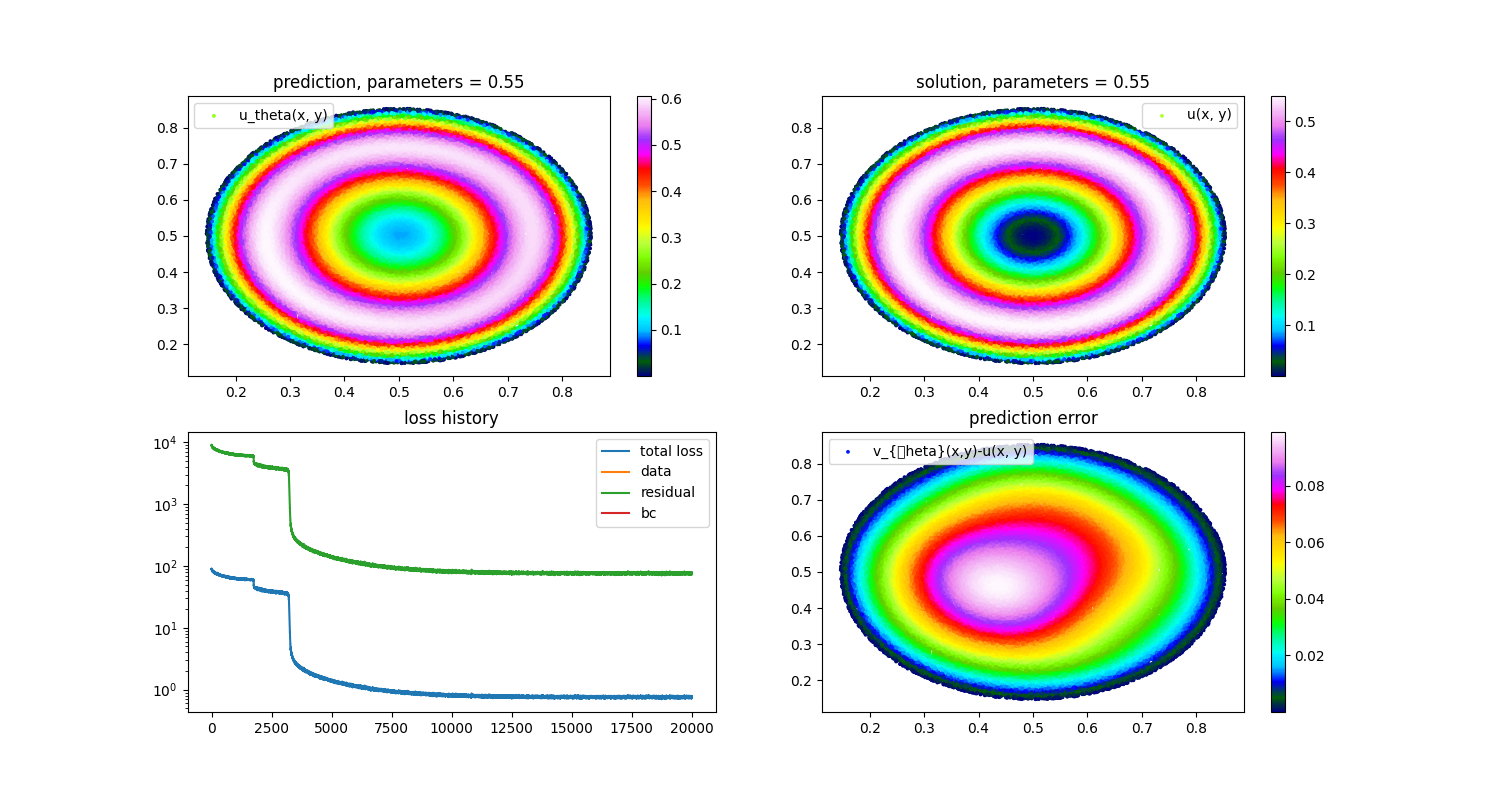 prediction, parameters = 0.55
u_theta(x, y)
0.8
0.7
0.6
0.5
0.4
0.3
0.2
0.2 0.3 0.4 0.5 0.6 0.7 0.8
0.6
0.5
0.4
0.3
0.2
0.1
solution, parameters = 0.55
u(x, y)
0.8
0.7
0.6
0.5
0.4
0.3
0.2
0.2 0.3 0.4 0.5 0.6 0.7 0.8
0.5
0.4
0.3
0.2
0.1
loss history
10⁴
10³
10²
10¹
10⁰
total loss
data
residual
bc
0 2500 5000 7500 10000 12500 15000 17500 20000
prediction error
v_{▯heta}(x,y)-u(x, y)
0.8
0.7
0.6
0.5
0.4
0.3
0.2
0.2 0.3 0.4 0.5 0.6 0.7 0.8
0.08
0.06
0.04
0.02